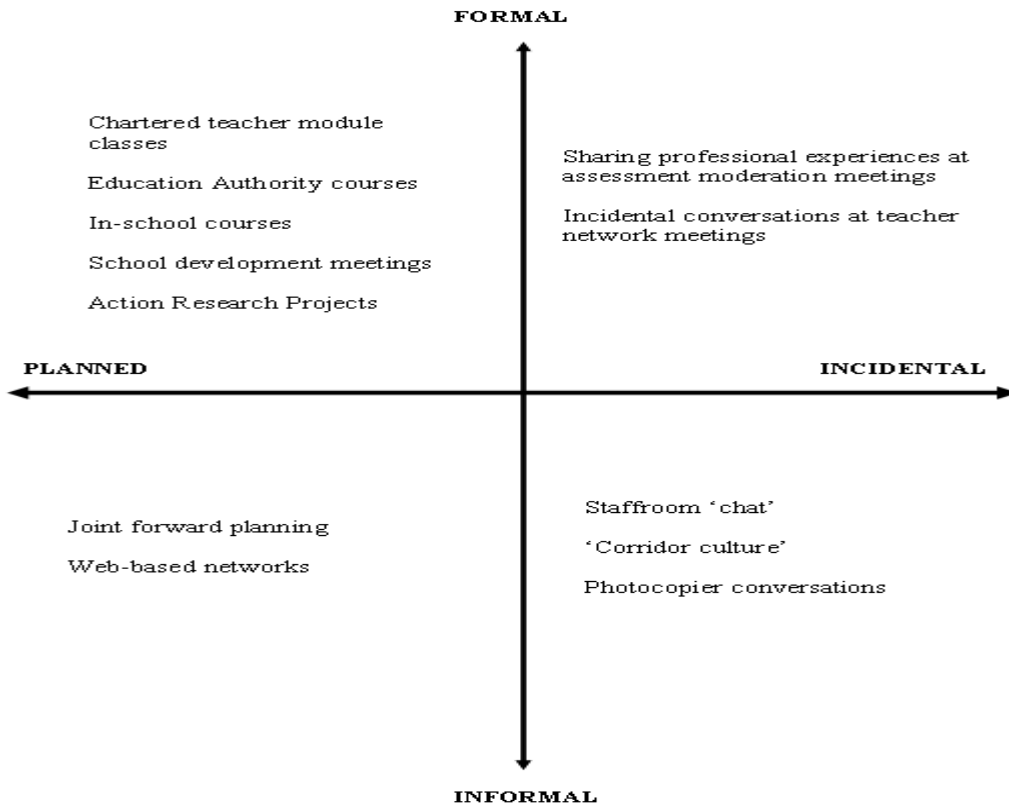 FORMAL
Chartered teacher module
classes
Education Authority courses
In-school courses
School development meetings
Action Research Projects
Sharing professional experiences at
assessment moderation meetings
Incidental conversations at teacher
network meetings
PLANNED
INCIDENTAL
Joint forward planning
Web-based networks
Staffroom ‘chat’
‘Corridor culture’
Photocopier conversations
INFORMAL